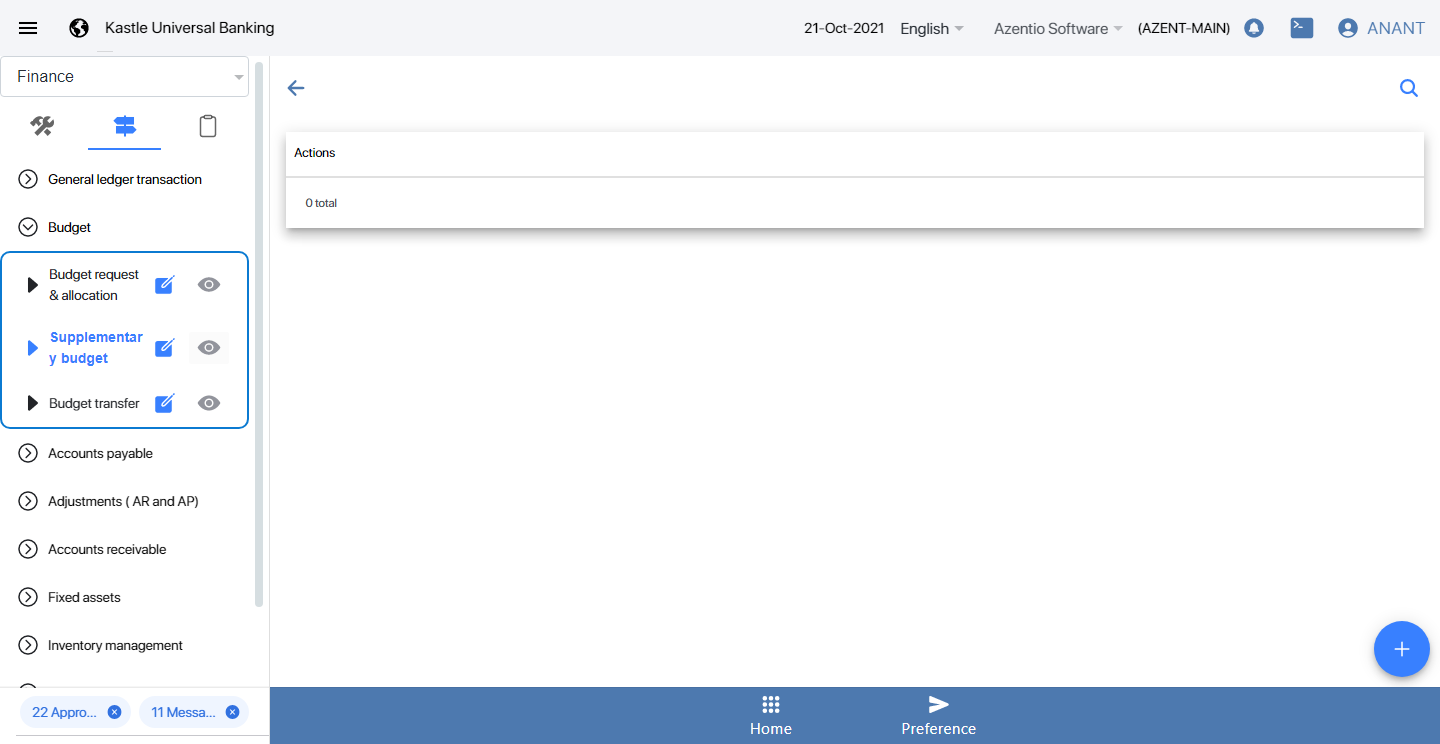 Kastle Universal Banking
21-Oct-2021
English
Azentio Software
(AZENT-MAIN)
ANANT
Finance
General ledger transaction
Budget
Budget request
& allocation
Supplementar
y budget
Budget transfer
Accounts payable
Adjustments ( AR and AP)
Accounts receivable
Fixed assets
Inventory management
22 Appro...
11 Messa...
Actions
0 total
Home
Preference